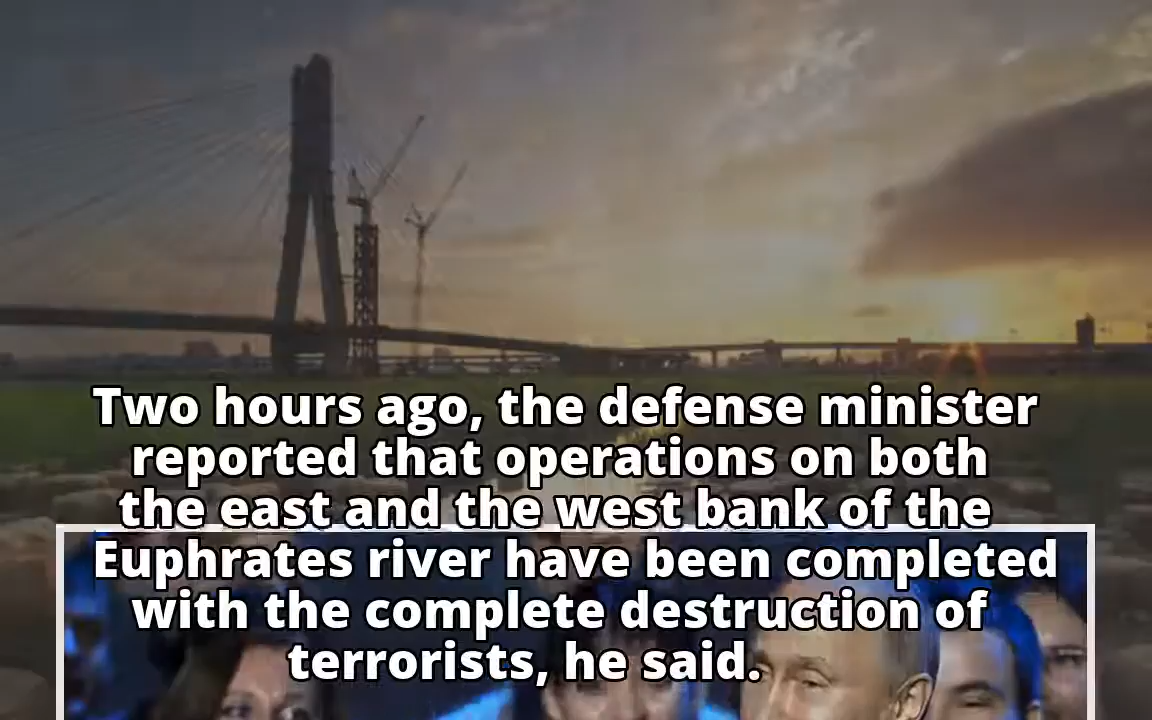 Two hours ago, the defense minister
reported that operations on both
the east and the west bank of the
Euphrates river have been completed
with the complete destruction of
terrorists, he said.